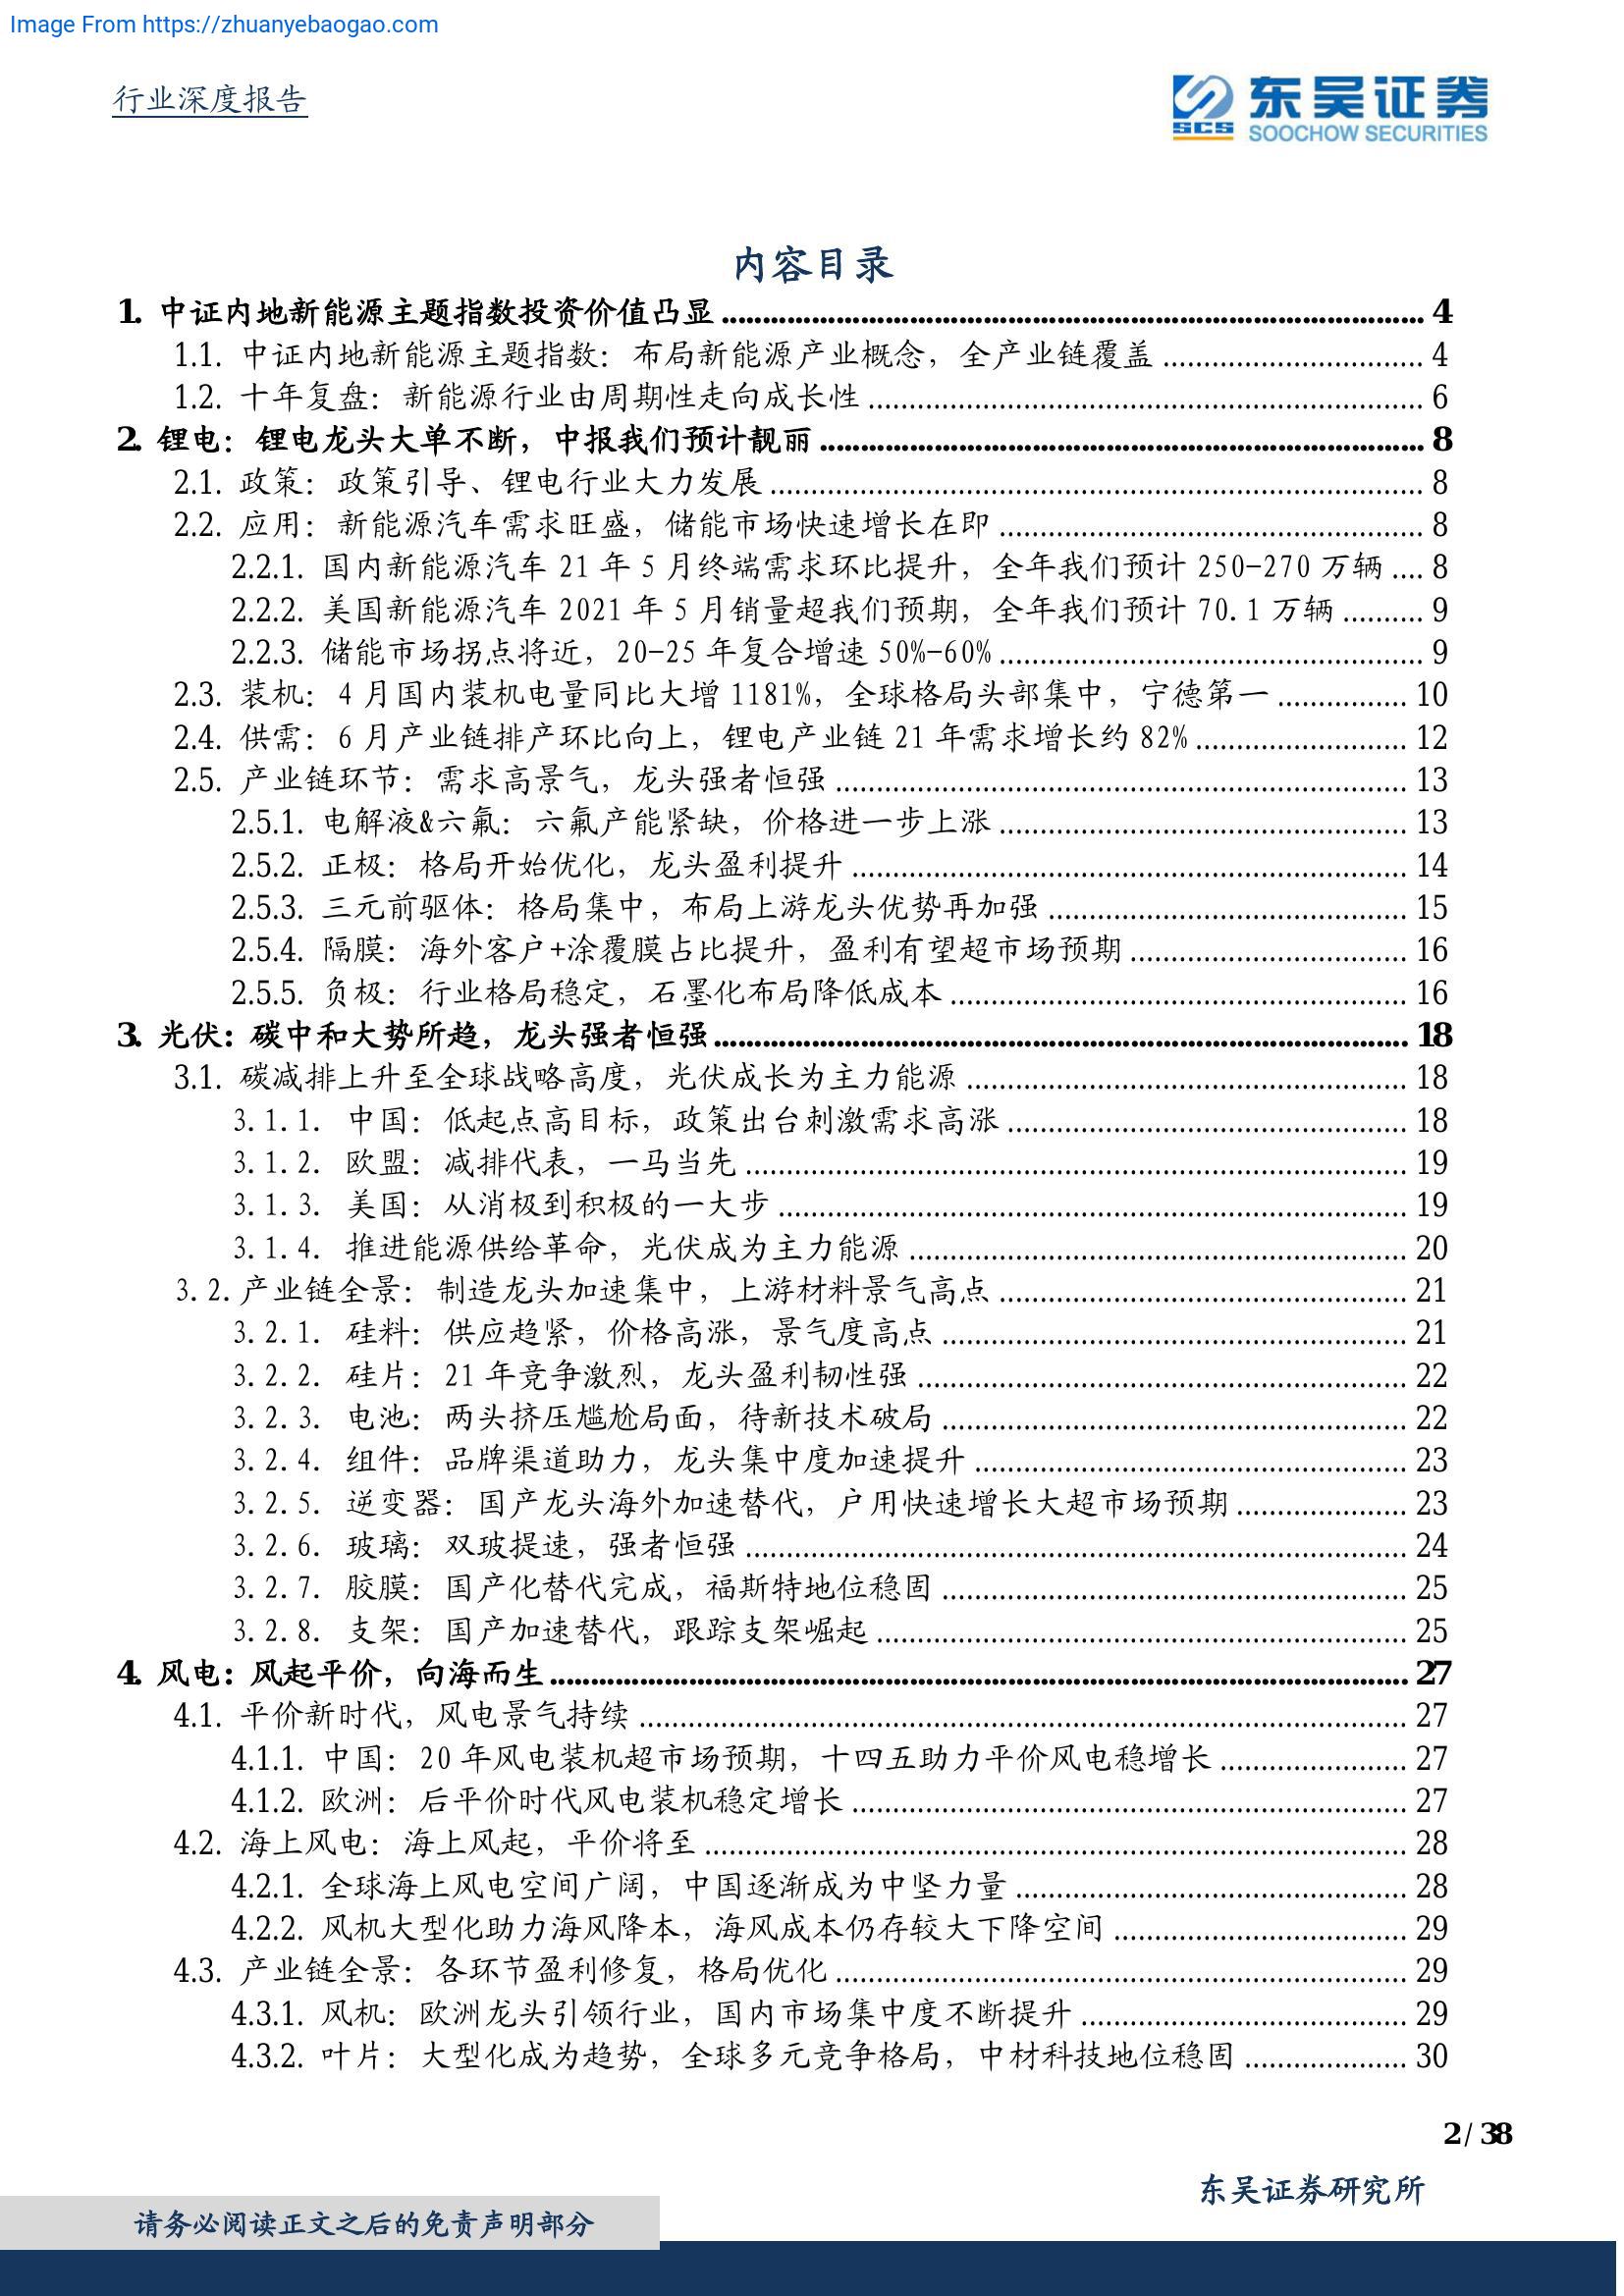 Image From https://zhuanyebaogao.com
行业深度报告
SCS 东吴证券
SOOCHOW SECURITIES
内容目录
1. 中证内地新能源主题指数投资价值凸显 ........ 4
1.1. 中证内地新能源主题指数：布局新能源产业概念，全产业链覆盖 ........ 4
1.2. 十年复盘：新能源行业由周期性走向成长性 ........ 6
2. 锂电：锂电龙头大单不断，中报我们预计靓丽 ........ 8
2.1. 政策：政策引导、锂电行业大力发展 ........ 8
2.2. 应用：新能源汽车需求旺盛，储能市场快速增长在即 ........ 8
2.2.1. 国内新能源汽车 21 年 5 月终端需求环比提升，全年我们预计 250-270 万辆 .... 8
2.2.2. 美国新能源汽车 2021 年 5 月销量超我们预期，全年我们预计 70.1 万辆 ........ 9
2.2.3. 储能市场拐点将近，20-25 年复合增速 50%-60% ........ 9
2.3. 装机：4 月国内装机电量同比大增 1181%，全球格局头部集中，宁德第一 ........ 10
2.4. 供需：6 月产业链排产环比向上，锂电产业链 21 年需求增长约 82% ........ 12
2.5. 产业链环节：需求高景气，龙头强者恒强 ........ 13
2.5.1. 电解液&六氟：六氟产能紧缺，价格进一步上涨 ........ 13
2.5.2. 正极：格局开始优化，龙头盈利提升 ........ 14
2.5.3. 三元前驱体：格局集中，布局上游龙头优势再加强 ........ 15
2.5.4. 隔膜：海外客户+涂覆膜占比提升，盈利有望超市场预期 ........ 16
2.5.5. 负极：行业格局稳定，石墨化布局降低成本 ........ 16
3. 光伏：碳中和大势所趋，龙头强者恒强 ........ 18
3.1. 碳减排上升至全球战略高度，光伏成长为主力能源 ........ 18
3.1.1. 中国：低起点高目标，政策出台刺激需求高涨 ........ 18
3.1.2. 欧盟：减排代表，一马当先 ........ 19
3.1.3. 美国：从消极到积极的一大步 ........ 19
3.1.4. 推进能源供给革命，光伏成为主力能源 ........ 20
3.2. 产业链全景：制造龙头加速集中，上游材料景气高点 ........ 21
3.2.1. 硅料：供应趋紧，价格高涨，景气度高点 ........ 21
3.2.2. 硅片：21 年竞争激烈，龙头盈利韧性强 ........ 22
3.2.3. 电池：两头挤压尴尬局面，待新技术破局 ........ 22
3.2.4. 组件：品牌渠道助力，龙头集中度加速提升 ........ 23
3.2.5. 逆变器：国产龙头海外加速替代，户用快速增长大超市场预期 ........ 23
3.2.6. 玻璃：双玻提速，强者恒强 ........ 24
3.2.7. 胶膜：国产化替代完成，福斯特地位稳固 ........ 25
3.2.8. 支架：国产加速替代，跟踪支架崛起 ........ 25
4. 风电：风起平价，向海而生 ........ 27
4.1. 平价新时代，风电景气持续 ........ 27
4.1.1. 中国：20 年风电装机超市场预期，十四五助力平价风电稳增长 ........ 27
4.1.2. 欧洲：后平价时代风电装机稳定增长 ........ 27
4.2. 海上风电：海上风起，平价将至 ........ 28
4.2.1. 全球海上风电空间广阔，中国逐渐成为中坚力量 ........ 28
4.2.2. 风机大型化助力海风降本，海风成本仍存较大下降空间 ........ 29
4.3. 产业链全景：各环节盈利修复，格局优化 ........ 29
4.3.1. 风机：欧洲龙头引领行业，国内市场集中度不断提升 ........ 29
4.3.2. 叶片：大型化成为趋势，全球多元竞争格局，中材科技地位稳固 ........ 30
2 / 38
东吴证券研究所
请务必阅读正文之后的免责声明部分